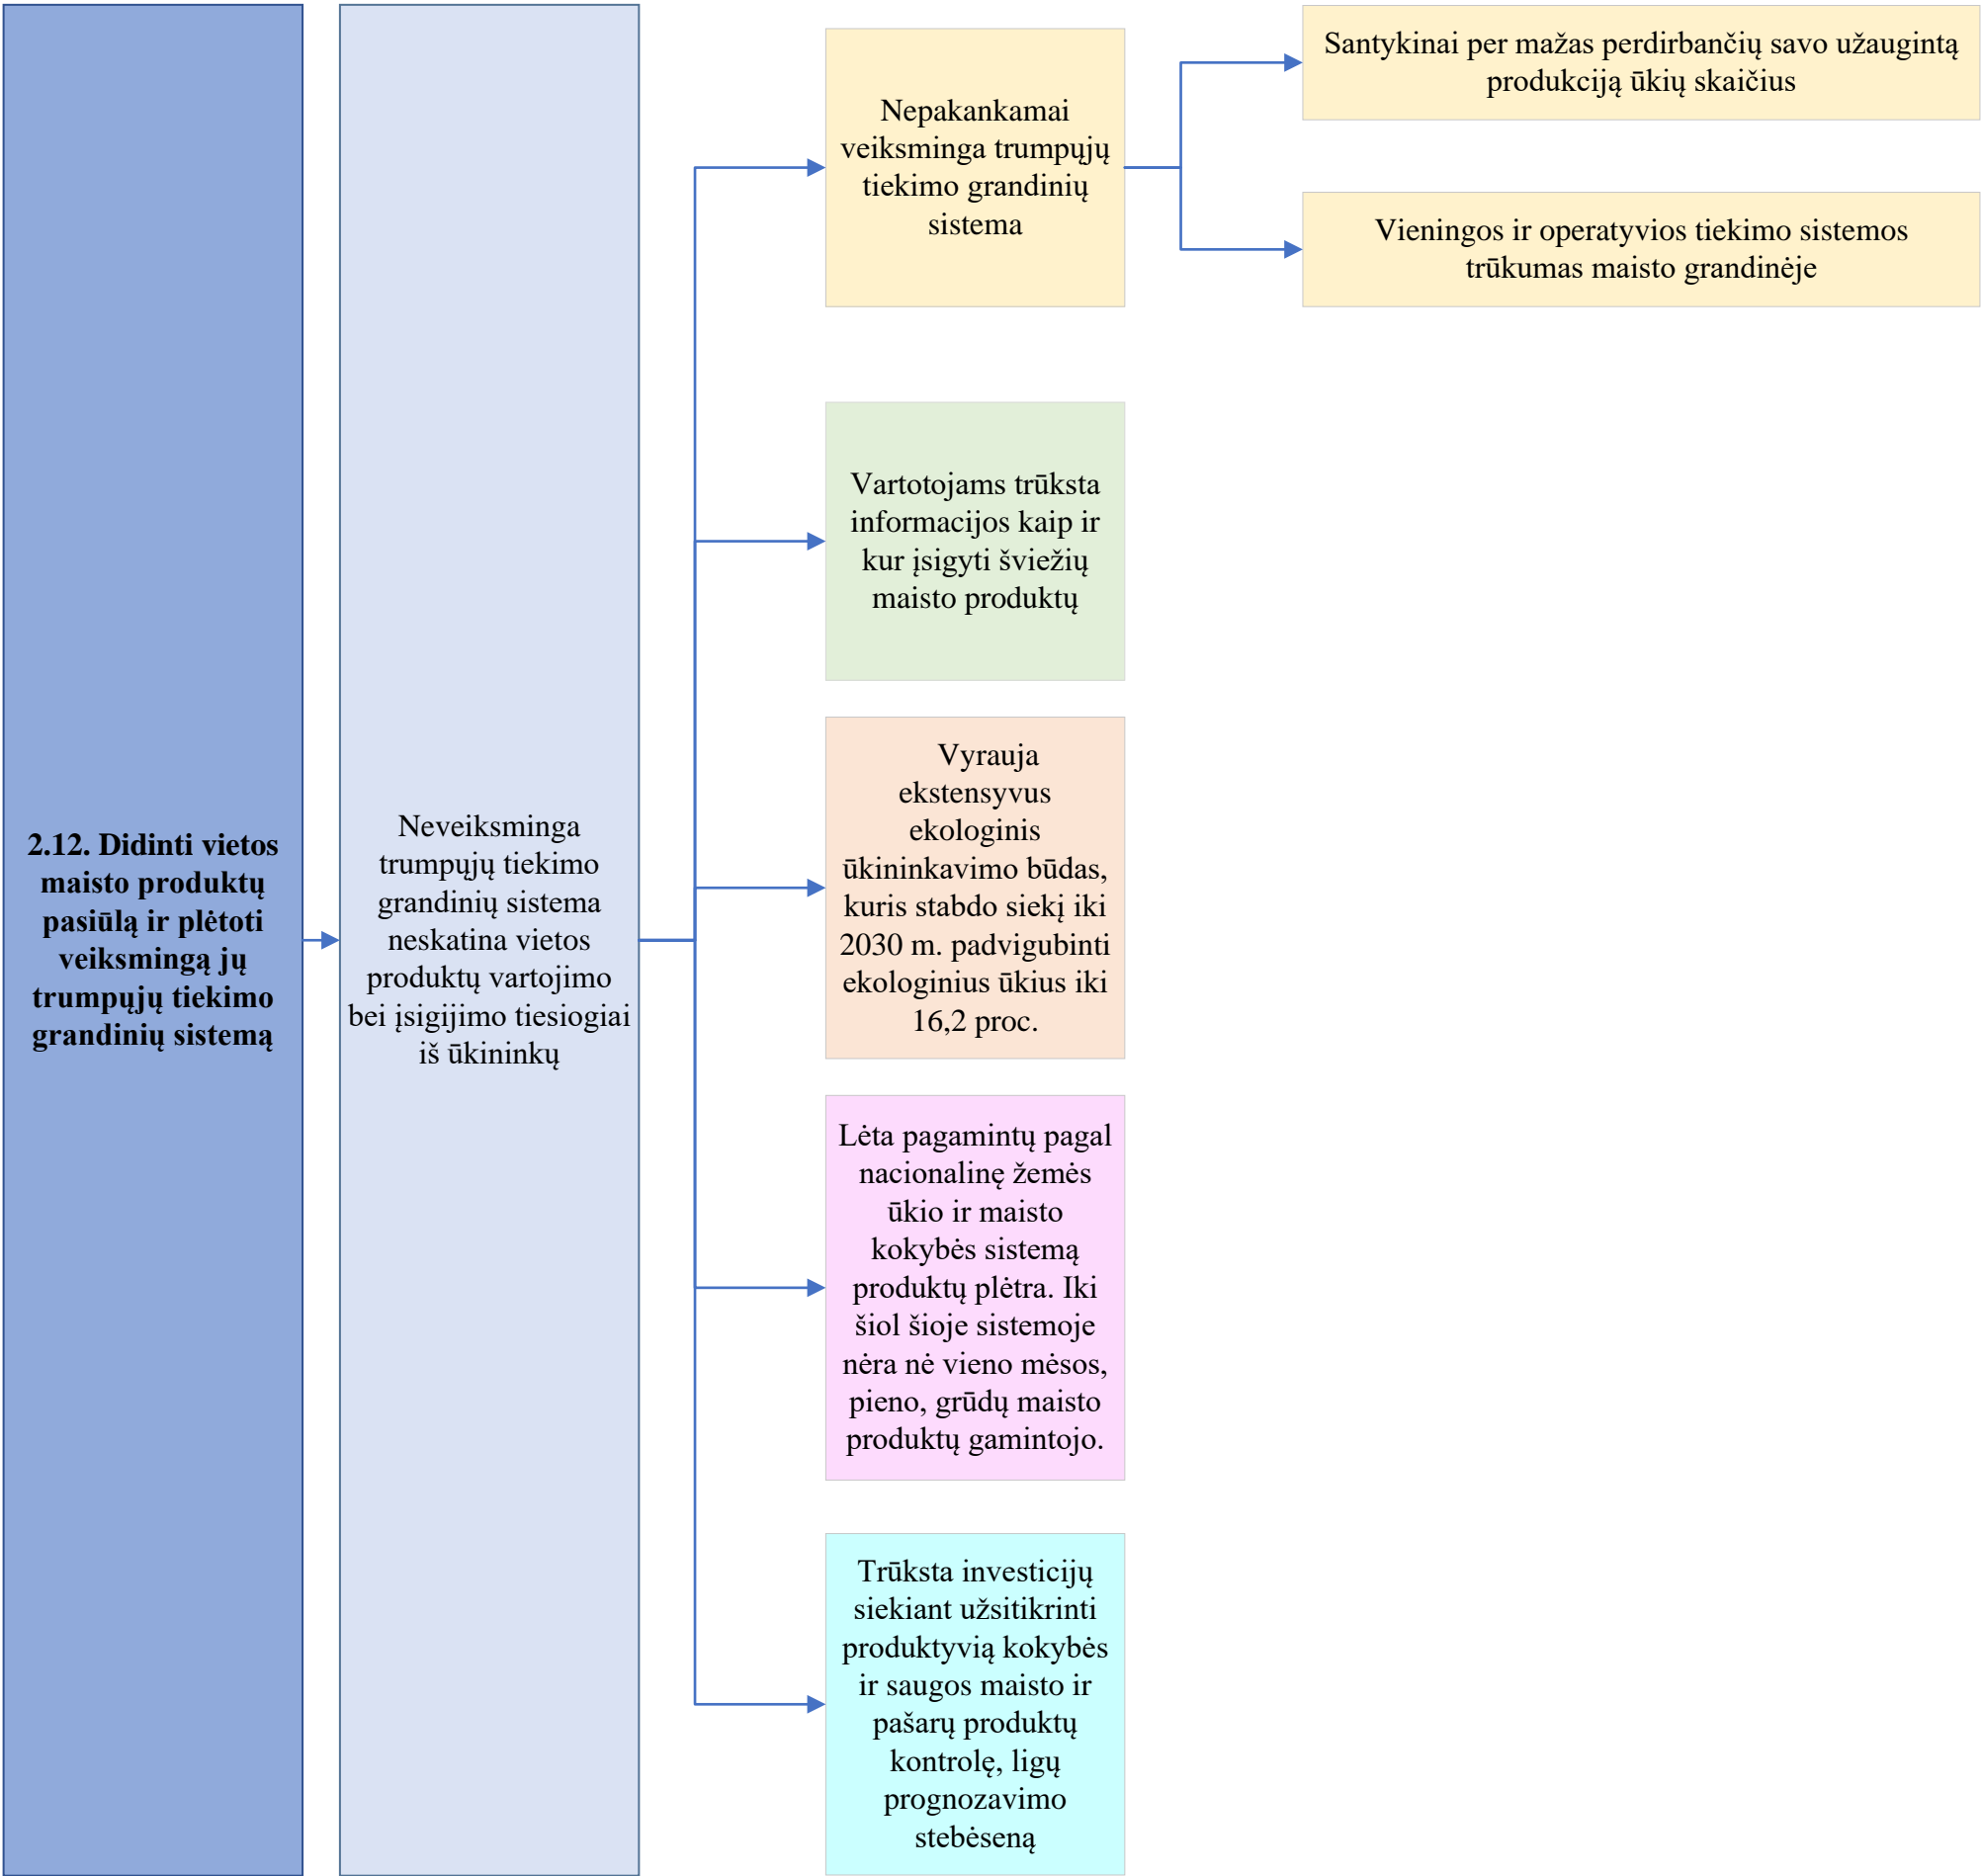 2.12. Didinti vietos
maisto produktų
pasiūlą ir plėtoti
veiksmingą jų
trumpųjų tiekimo
grandinių sistemą
Neveiksminga
trumpųjų tiekimo
grandinių sistema
neskatina vietos
produktų vartojimo
bei įsigijimo tiesiogiai
iš ūkininkų
Nepakankamai
veiksminga trumpųjų
tiekimo grandinių
sistema
Santykinai per mažas perdirbančių savo užaugintą
produkciją ūkių skaičius
Vieningos ir operatyvios tiekimo sistemos
trūkumas maisto grandinėje
Vartotojams trūksta
informacijos kaip ir
kur įsigyti šviežių
maisto produktų
Vyrauja
ekstensyvus
ekologinis
ūkininkavimo būdas,
kuris stabdo siekį iki
2030 m. padvigubinti
ekologinius ūkius iki
16,2 proc.
Lėta pagamintų pagal
nacionalinę žemės
ūkio ir maisto
kokybės sistemą
produktų plėtra. Iki
šiol šioje sistemoje
nėra nė vieno mėsos,
pieno, grūdų maisto
produktų gamintojo.
Trūksta investicijų
siekiant užsitikrinti
produktyvią kokybės
ir saugos maisto ir
pašarų produktų
kontrolę, ligų
prognozavimo
stebėseną